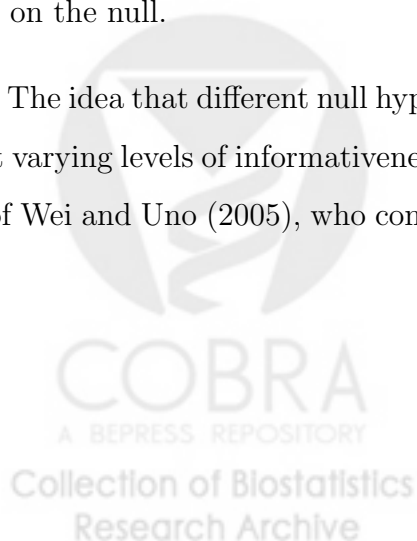 on the null.
The idea that different null hyp
t varying levels of informativene
of Wei and Uno (2005), who con
COBRA
A BEPRESS REPOSITORY
Collection of Biostatistics
Research Archive